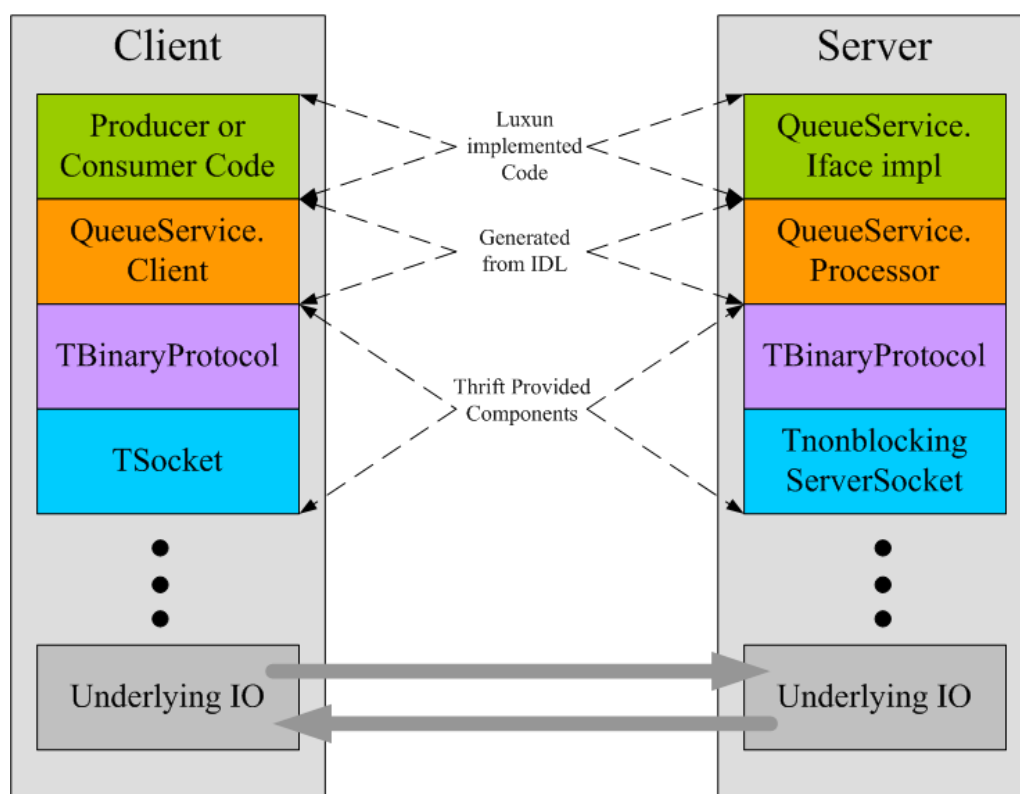 Client
Producer or
Consumer Code
QueueService.
Client
TBinaryProtocol
TSocket
Underlying IO
Luxun
implemented
Code
Generated
from IDL
Thrift Provided
Components
Server
QueueService.
Iface impl
QueueService.
Processor
TBinaryProtocol
Tnonblocking
ServerSocket
Underlying IO